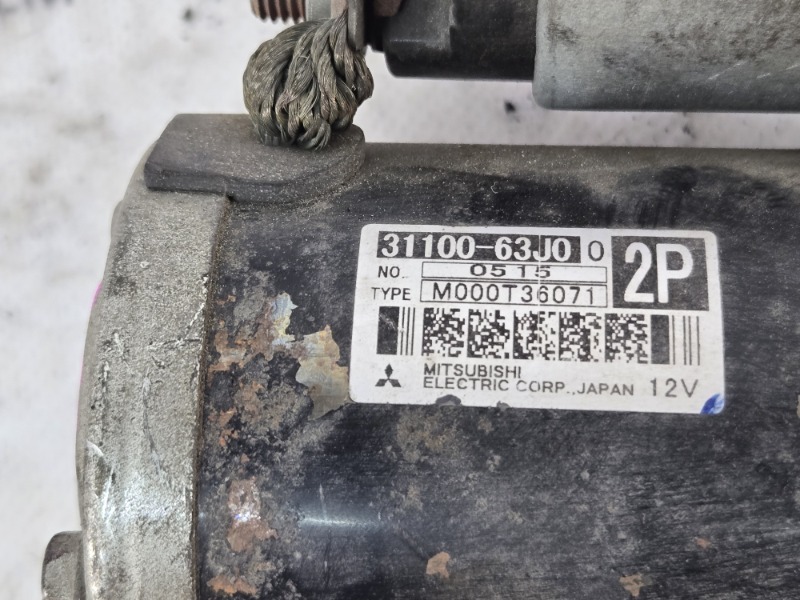 31100-63J0 0 2P
NO. 0515
TYPE M000T36071
MITSUBISHI
ELECTRIC CORP., JAPAN 12V